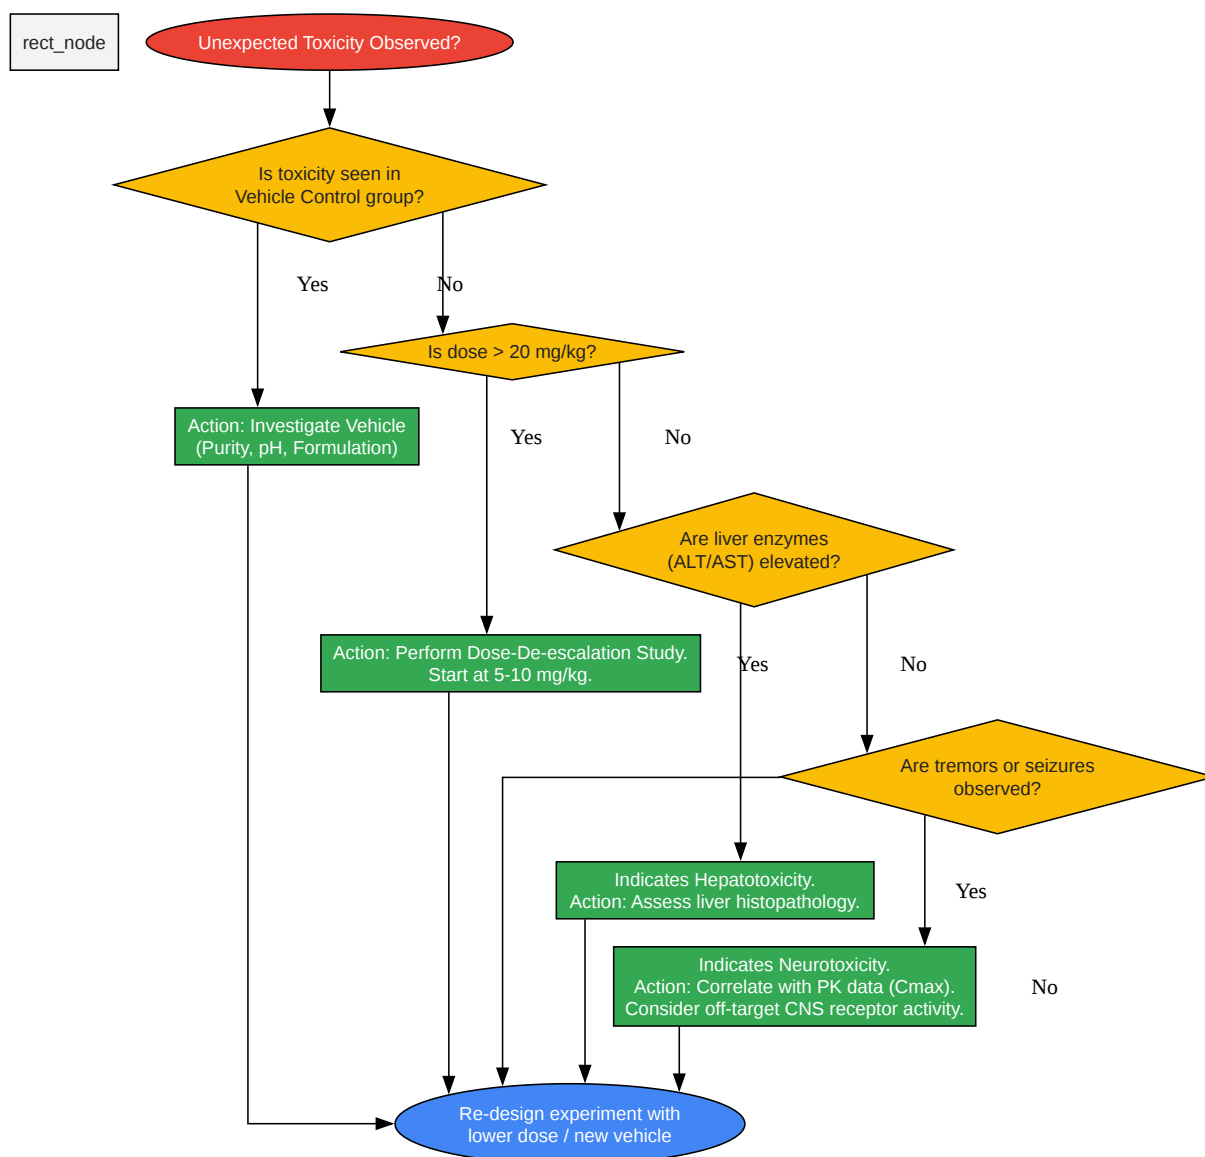 rect_node
Unexpected Toxicity Observed?
Is toxicity seen in
Vehicle Control group?
Yes
No
Is dose > 20 mg/kg?
Action: Investigate Vehicle
(Purity, pH, Formulation)
Yes
No
Are liver enzymes
(ALT/AST) elevated?
Action: Perform Dose-De-escalation Study.
Start at 5-10 mg/kg.
Yes
No
Are tremors or seizures
observed?
Indicates Hepatotoxicity.
Action: Assess liver histopathology.
Yes
Indicates Neurotoxicity.
Action: Correlate with PK data (Cmax).
Consider off-target CNS receptor activity.
No
Re-design experiment with
lower dose / new vehicle